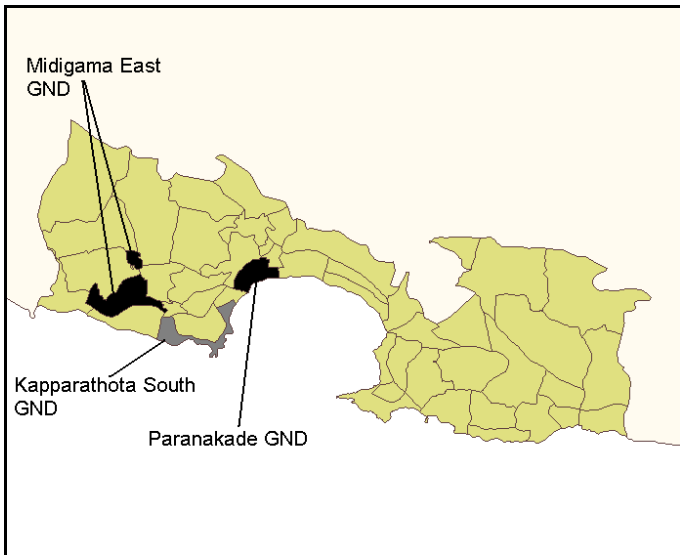 Midigama East
GND
Kapparathota South
GND
Paranakade GND